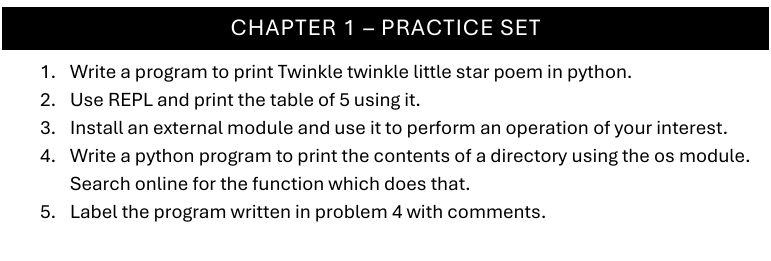 CHAPTER 1 – PRACTICE SET
1. Write a program to print Twinkle twinkle little star poem in python.
2. Use REPL and print the table of 5 using it.
3. Install an external module and use it to perform an operation of your interest.
4. Write a python program to print the contents of a directory using the os module.
Search online for the function which does that.
5. Label the program written in problem 4 with comments.